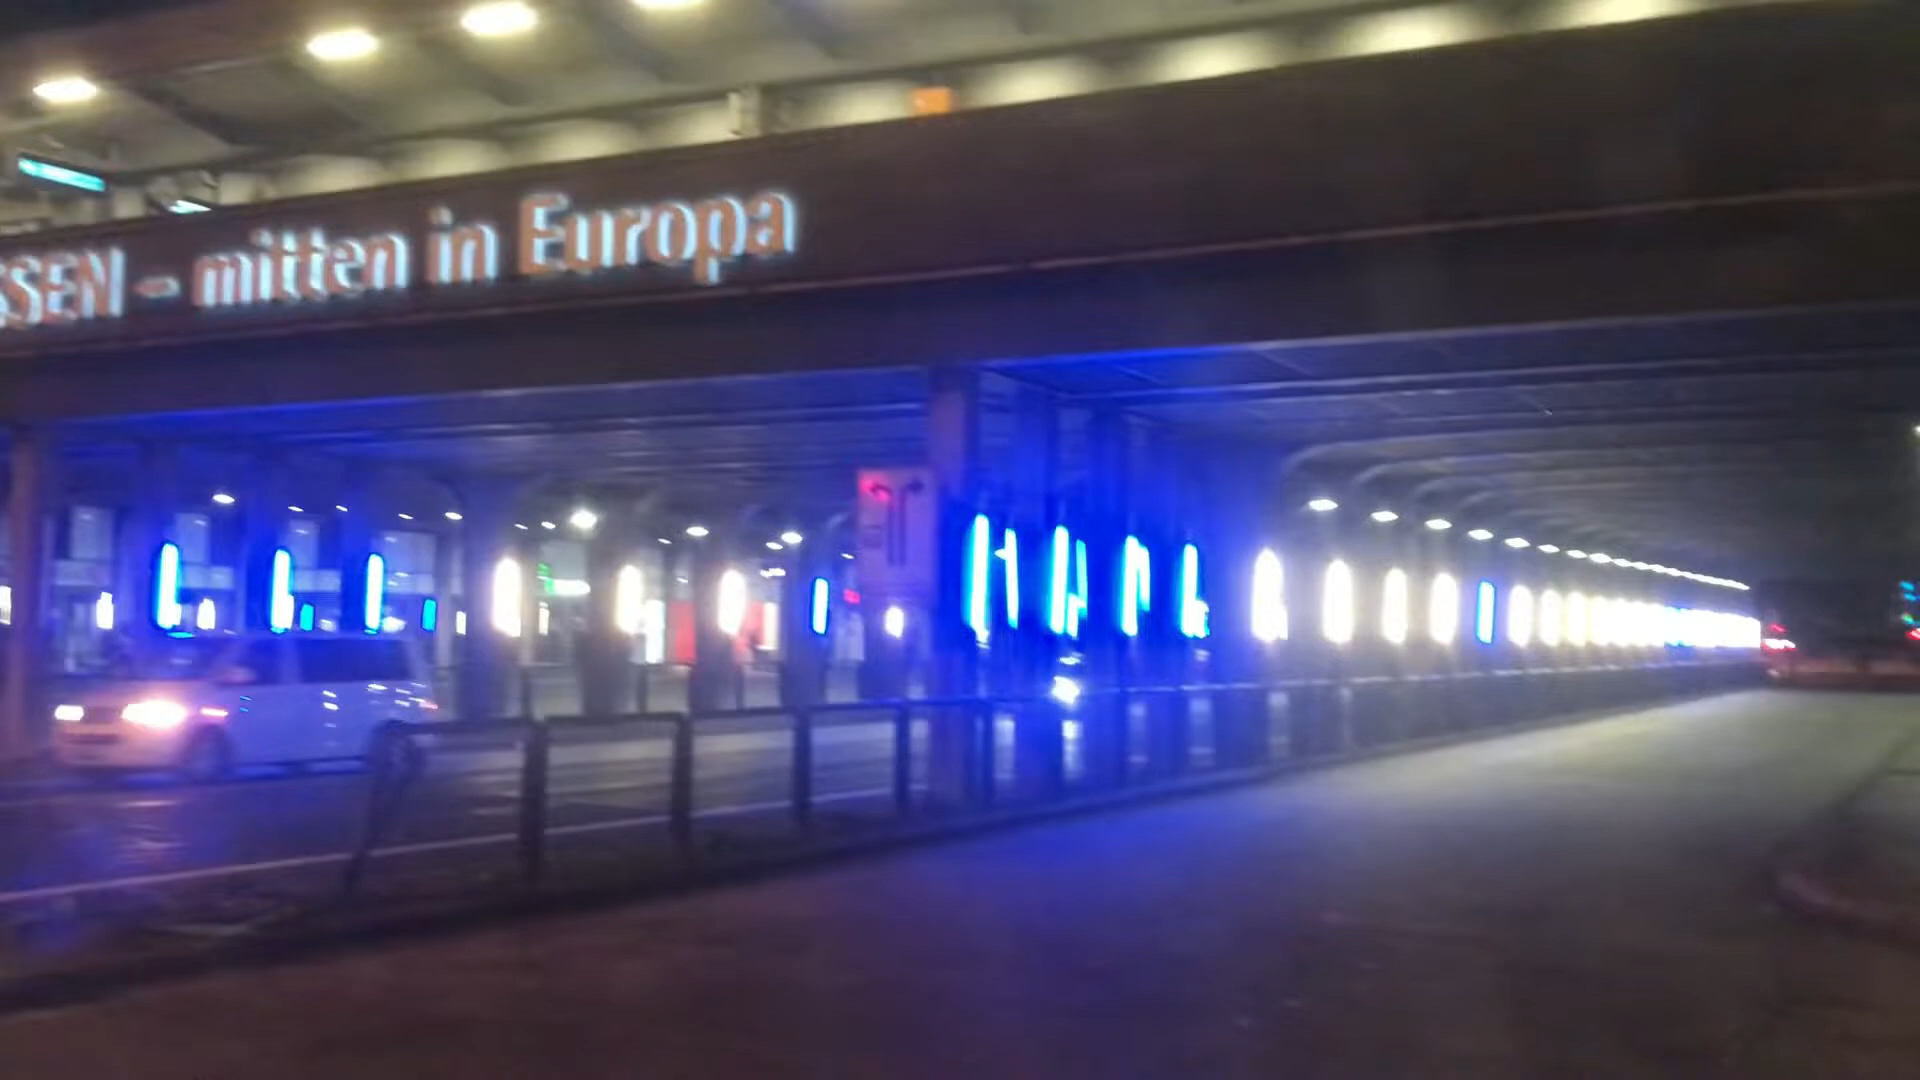 SSEN – mitten in Europa